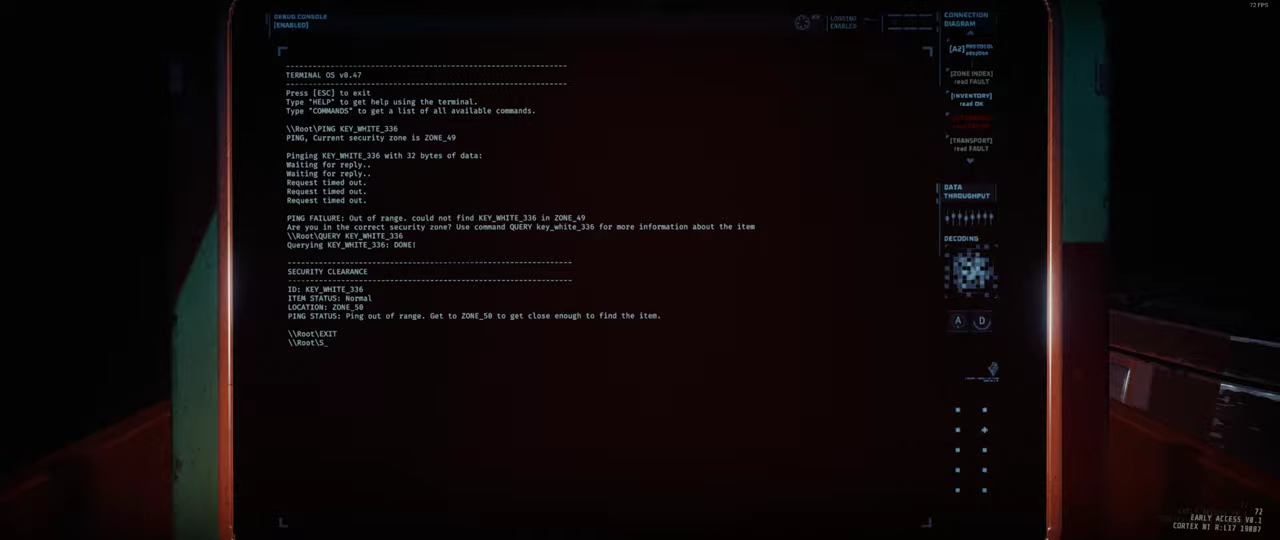 72 FPS
DEBUG CONSOLE
[ENABLED]
LOGGING
ENABLED
CONNECTION
DIAGRAM
[A2] PROTOCOL
adaption
[ZONE INDEX]
read FAULT
[INVENTORY]
read OK
[TRANSPORT]
read FAULT
DATA
THROUGHPUT
DECODING
A D
---------------------------------------------------------------
TERMINAL OS v0.47
---------------------------------------------------------------
Press [ESC] to exit
Type "HELP" to get help using the terminal.
Type "COMMANDS" to get a list of all available commands.
\\Root\PING KEY_WHITE_336
PING, Current security zone is ZONE_49
Pinging KEY_WHITE_336 with 32 bytes of data:
Waiting for reply..
Waiting for reply..
Request timed out.
Request timed out.
Request timed out.
PING FAILURE: Out of range. could not find KEY_WHITE_336 in ZONE_49
Are you in the correct security zone? Use command QUERY key_white_336 for more information about the item
\\Root\QUERY KEY_WHITE_336
Querying KEY_WHITE_336: DONE!
---------------------------------------------------------------
SECURITY CLEARANCE
---------------------------------------------------------------
ID: KEY_WHITE_336
ITEM STATUS: Normal
LOCATION: ZONE_50
PING STATUS: Ping out of range. Get to ZONE_50 to get close enough to find the item.
\\Root\EXIT
\\Root\S_
72
EARLY ACCESS V0.1